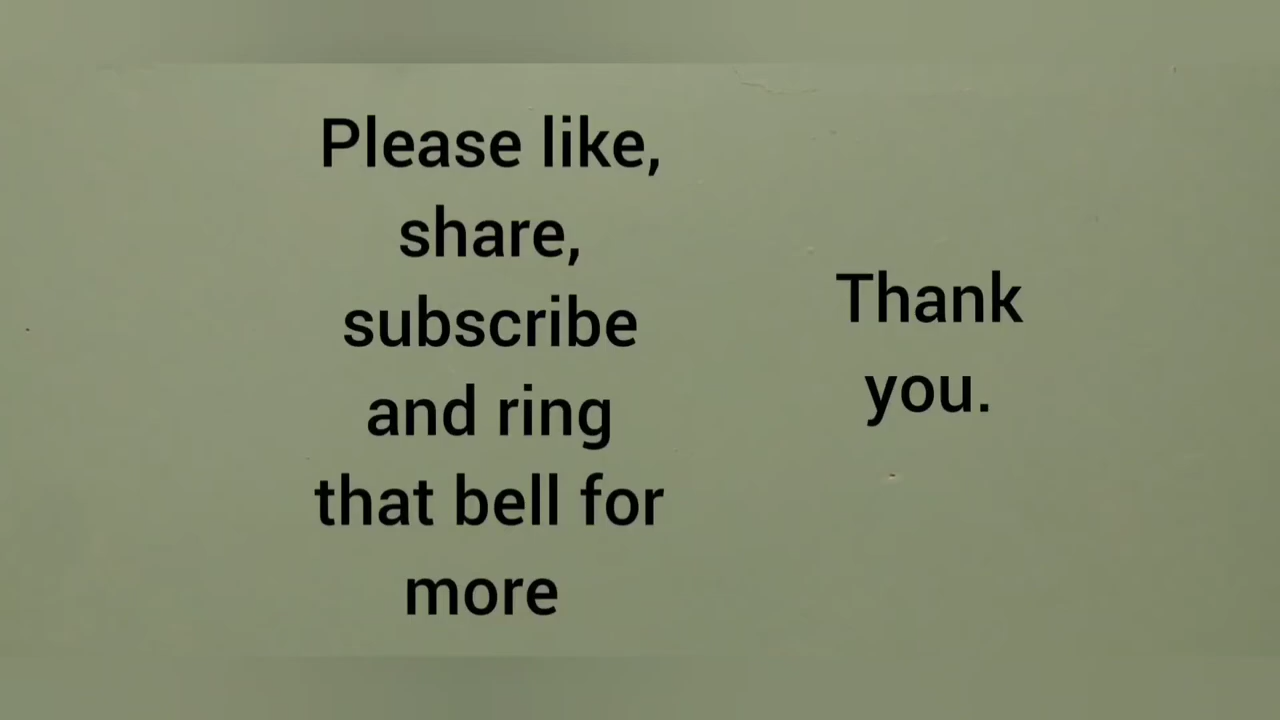 Please like,
share,
subscribe
and ring
that bell for
more
Thank
you.